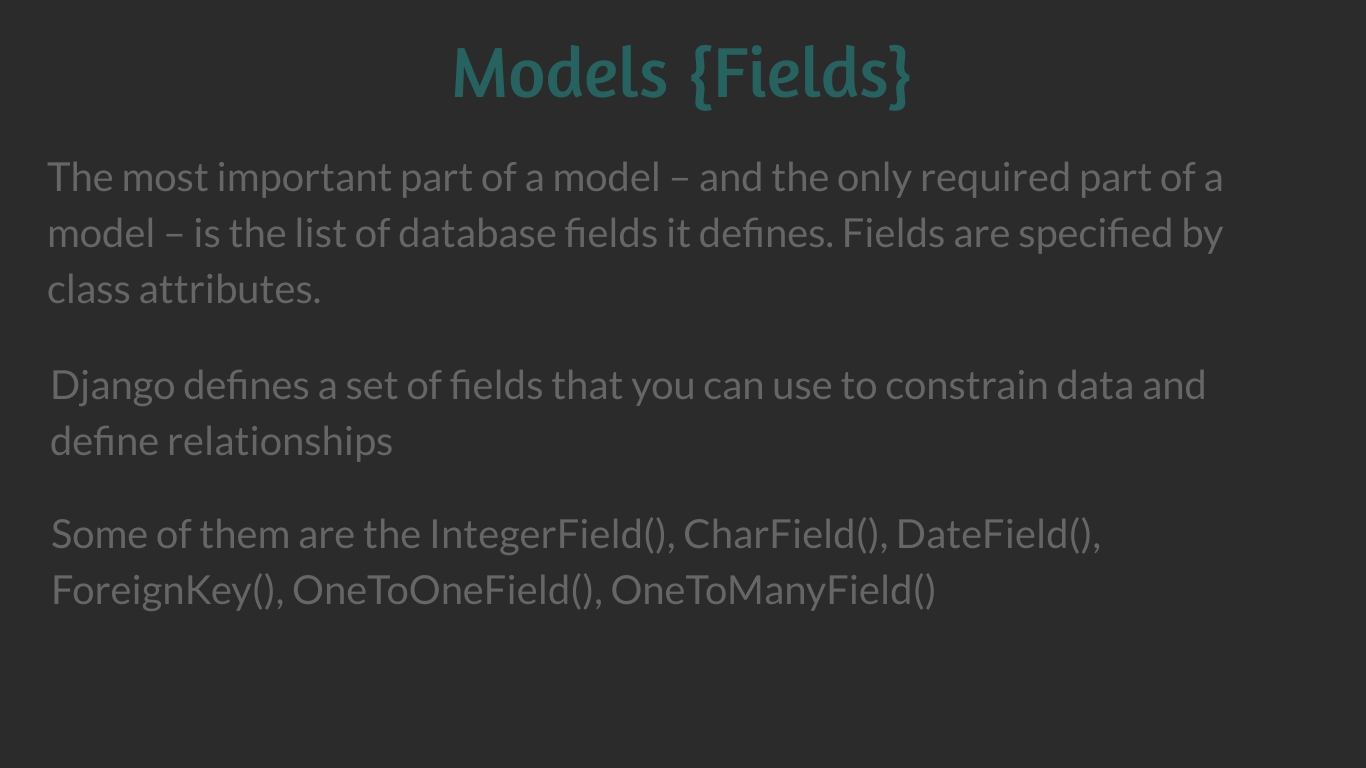 Models {Fields}
The most important part of a model – and the only required part of a
model – is the list of database fields it defines. Fields are specified by
class attributes.
Django defines a set of fields that you can use to constrain data and
define relationships
Some of them are the IntegerField(), CharField(), DateField(),
ForeignKey(), OneToOneField(), OneToManyField()